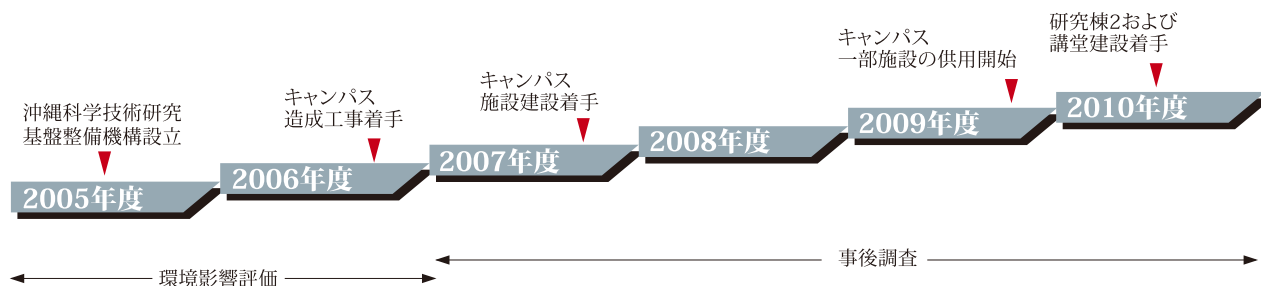 沖縄科学技術研究
基盤整備機構設立
2005年度
キャンパス
造成工事着手
2006年度
キャンパス
施設建設着手
2007年度
2008年度
キャンパス
一部施設の供用開始
2009年度
研究棟2および
講堂建設着手
2010年度
環境影響評価
事後調査